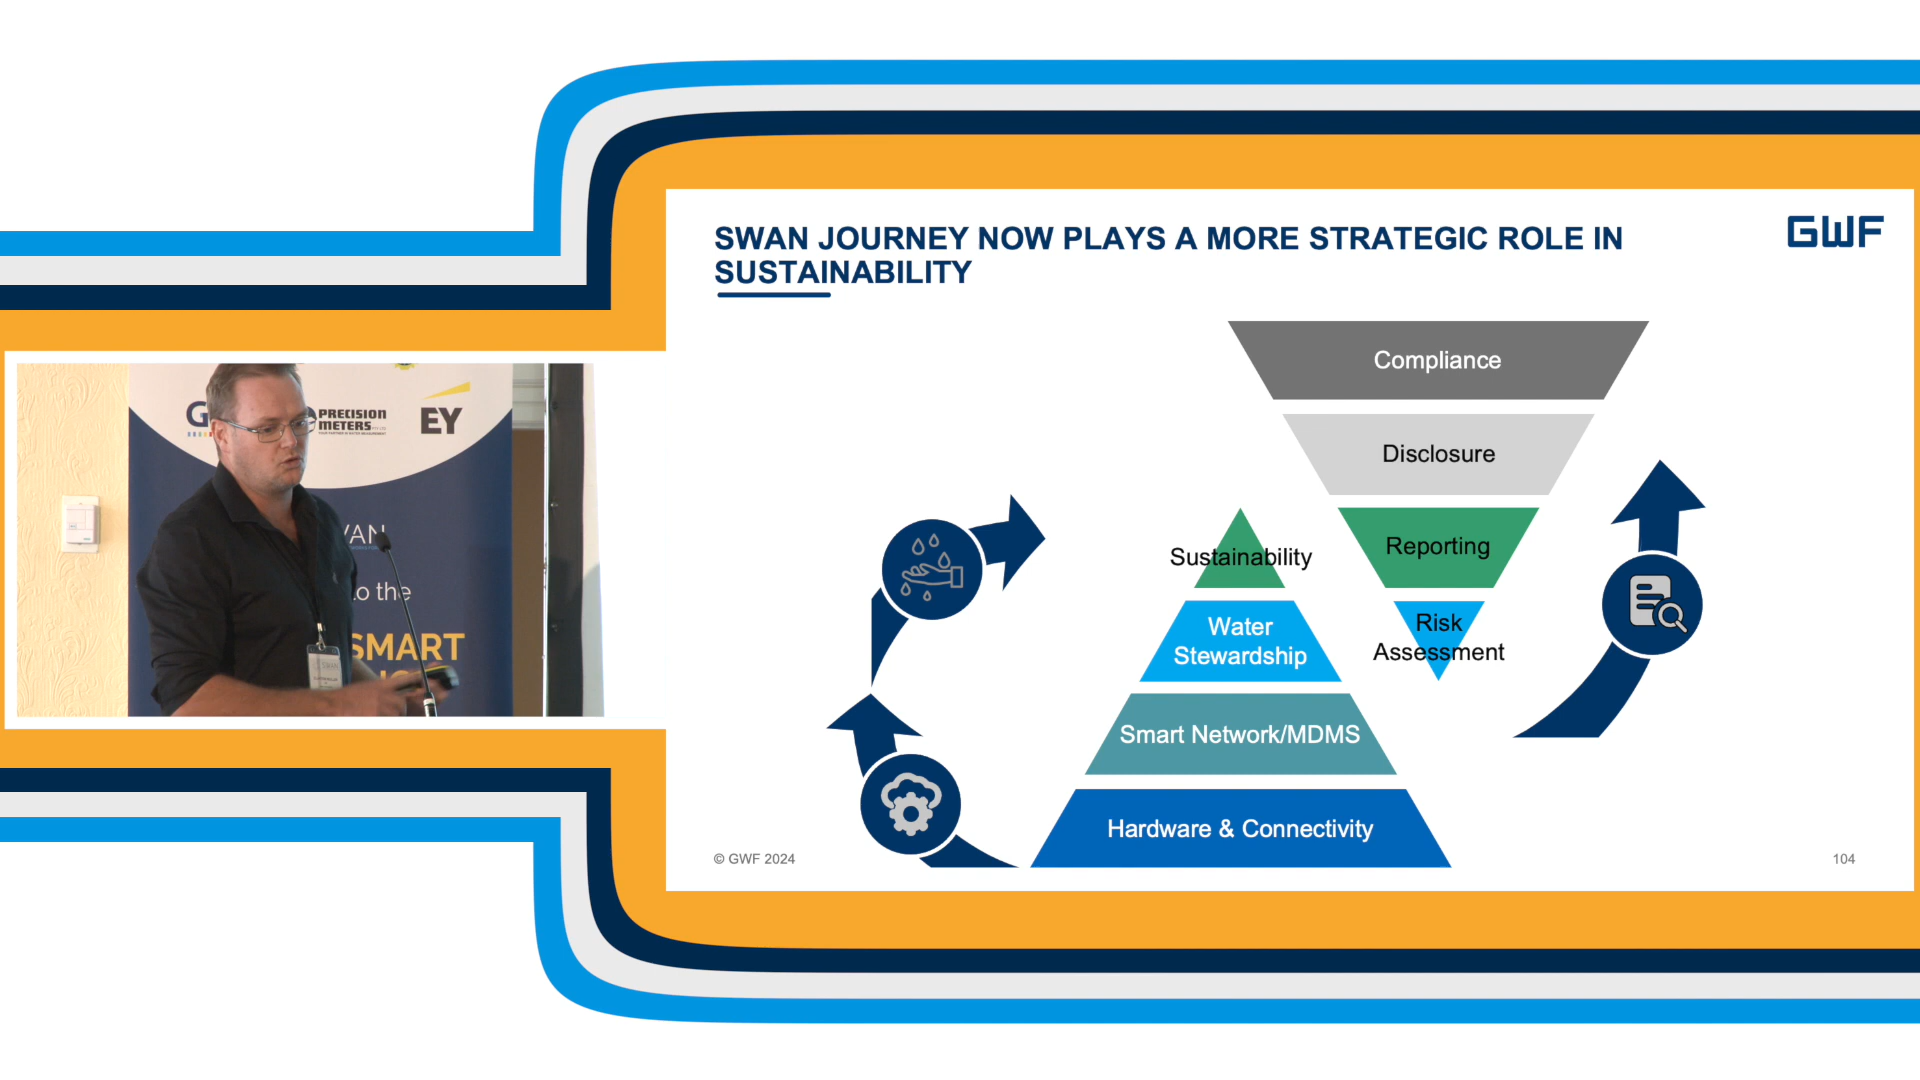 SWAN JOURNEY NOW PLAYS A MORE STRATEGIC ROLE IN
SUSTAINABILITY
GWF
Compliance
Disclosure
Reporting
Risk
Assessment
Sustainability
Water
Stewardship
Smart Network/MDMS
Hardware & Connectivity
© GWF 2024
104
G
PRECISION
METERS
EY
the
SMART